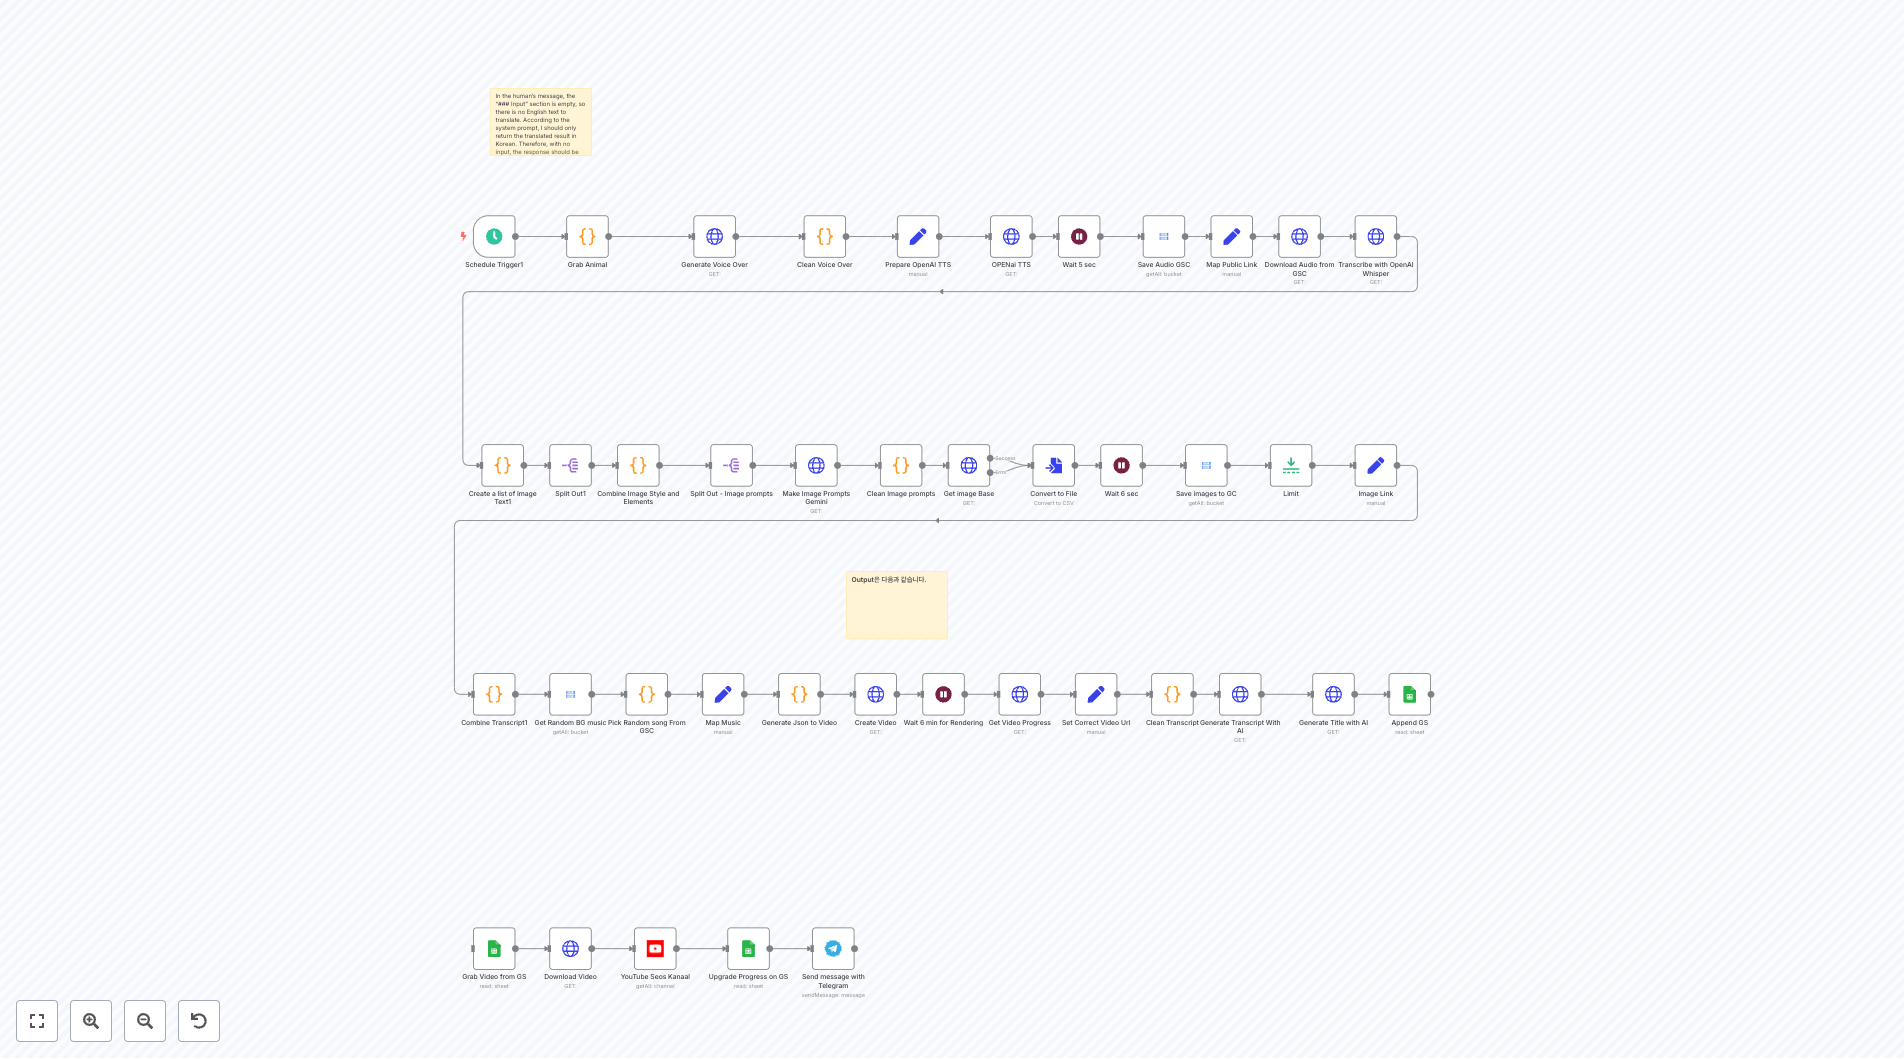 In the human's message, the
"### Input" section is empty, so
there is no English text to
translate. According to the
system prompt, I should only
return the translated result in
Korean. Therefore, with no
input, the response should be
Schedule Trigger1
Grab Animal
Generate Voice Over
GET:
Clean Voice Over
Prepare OpenAI TTS
manual
OPENai TTS
GET:
Wait 5 sec
Save Audio GSC
getAll: bucket
Map Public Link
manual
Download Audio from
GSC
GET:
Transcribe with OpenAI
Whisper
GET:
Create a list of Image
Text1
Split Out1
Combine Image Style and
Elements
Split Out - Image prompts
Make Image Prompts
Gemini
GET:
Clean Image prompts
Get image Base
GET:
Success
Error
Convert to File
Convert to CSV
Wait 6 sec
Save images to GC
getAll: bucket
Limit
Image Link
manual
Output은 다음과 같습니다.
Combine Transcript1
Get Random BG music
getAll: bucket
Pick Random song From
GSC
Map Music
manual
Generate Json to Video
Create Video
GET:
Wait 6 min for Rendering
Get Video Progress
GET:
Set Correct Video Url
manual
Clean Transcript
Generate Transcript With
AI
GET:
Generate Title with AI
GET:
Append GS
read: sheet
Grab Video from GS
read: sheet
Download Video
GET:
YouTube Seos Kanaal
getAll: channel
Upgrade Progress on GS
read: sheet
Send message with
Telegram
sendMessage: message